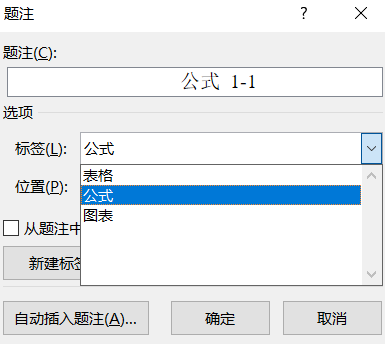 题注
?
题注(C):
公式 1-1
选项
标签(L):
公式
位置(P):
表格
公式
图表
从题注中
新建标签
自动插入题注(A)...
确定
取消